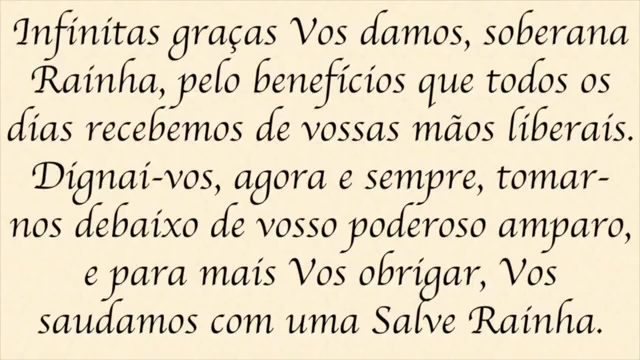 Infinitas graças Vos damos, soberana
Rainha, pelo benefícios que todos os
dias recebemos de vossas mãos liberais.
Dignai-vos, agora e sempre, tomar-
nos debaixo de vosso poderoso amparo,
e para mais Vos obrigar, Vos
saudamos com uma Salve Rainha.